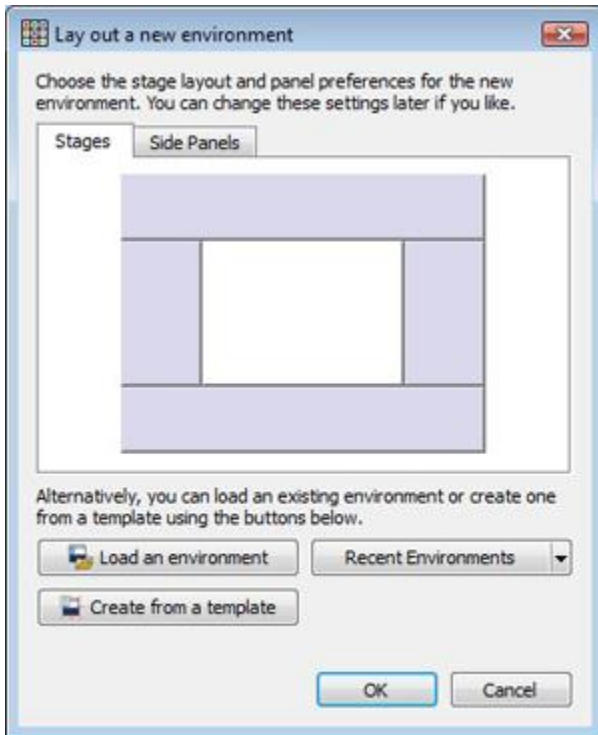 Lay out a new environment
Choose the stage layout and panel preferences for the new
environment. You can change these settings later if you like.
Stages
Side Panels
Alternatively, you can load an existing environment or create one
from a template using the buttons below.
Load an environment
Recent Environments
Create from a template
OK
Cancel